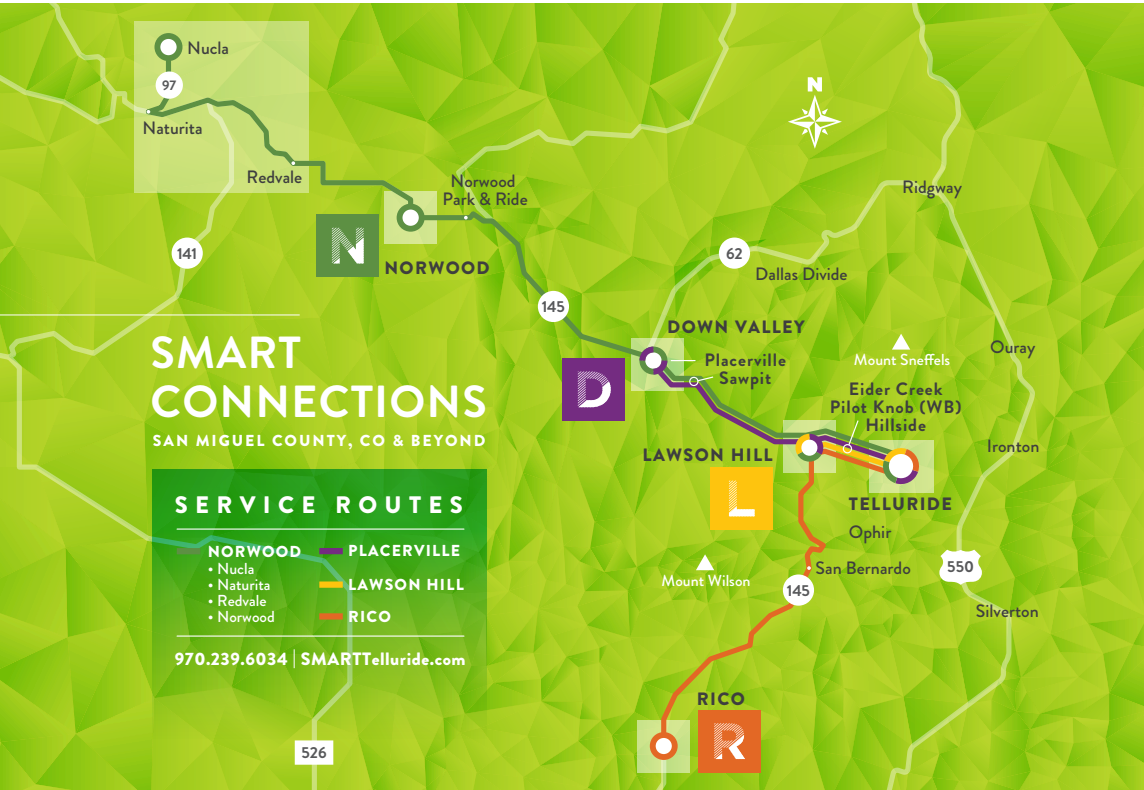 Nucla
97
Naturita
Redvale
N
Norwood
Park & Ride
Ridgway
N
NORWOOD
141
62
Dallas Divide
145
DOWN VALLEY
Placerville
Sawpit
D
Mount Sneffels
Ouray
Eider Creek
Pilot Knob (WB)
Hillside
SMART
CONNECTIONS
SAN MIGUEL COUNTY, CO & BEYOND
LAWSON HILL
L
Ironton
TELLURIDE
Ophir
San Bernardo
Mount Wilson
550
145
Silverton
SERVICE ROUTES
NORWOOD
• Nucla
• Naturita
• Redvale
• Norwood
PLACERVILLE
LAWSON HILL
RICO
970.239.6034 | SMARTTelluride.com
RICO
R
526